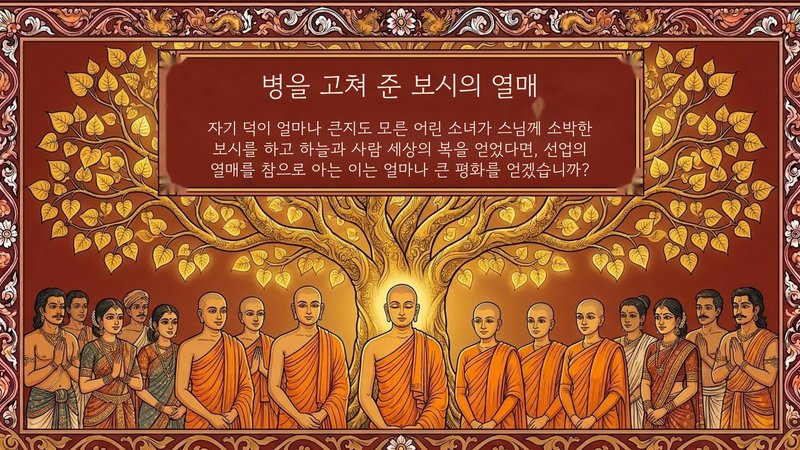 병을 고쳐 준 보시의 열매
자기 덕이 얼마나 큰지도 모른 어린 소녀가 스님께 소박한
보시를 하고 하늘과 사람 세상의 복을 얻었다면, 선업의
열매를 참으로 아는 이는 얼마나 큰 평화를 얻겠습니까?